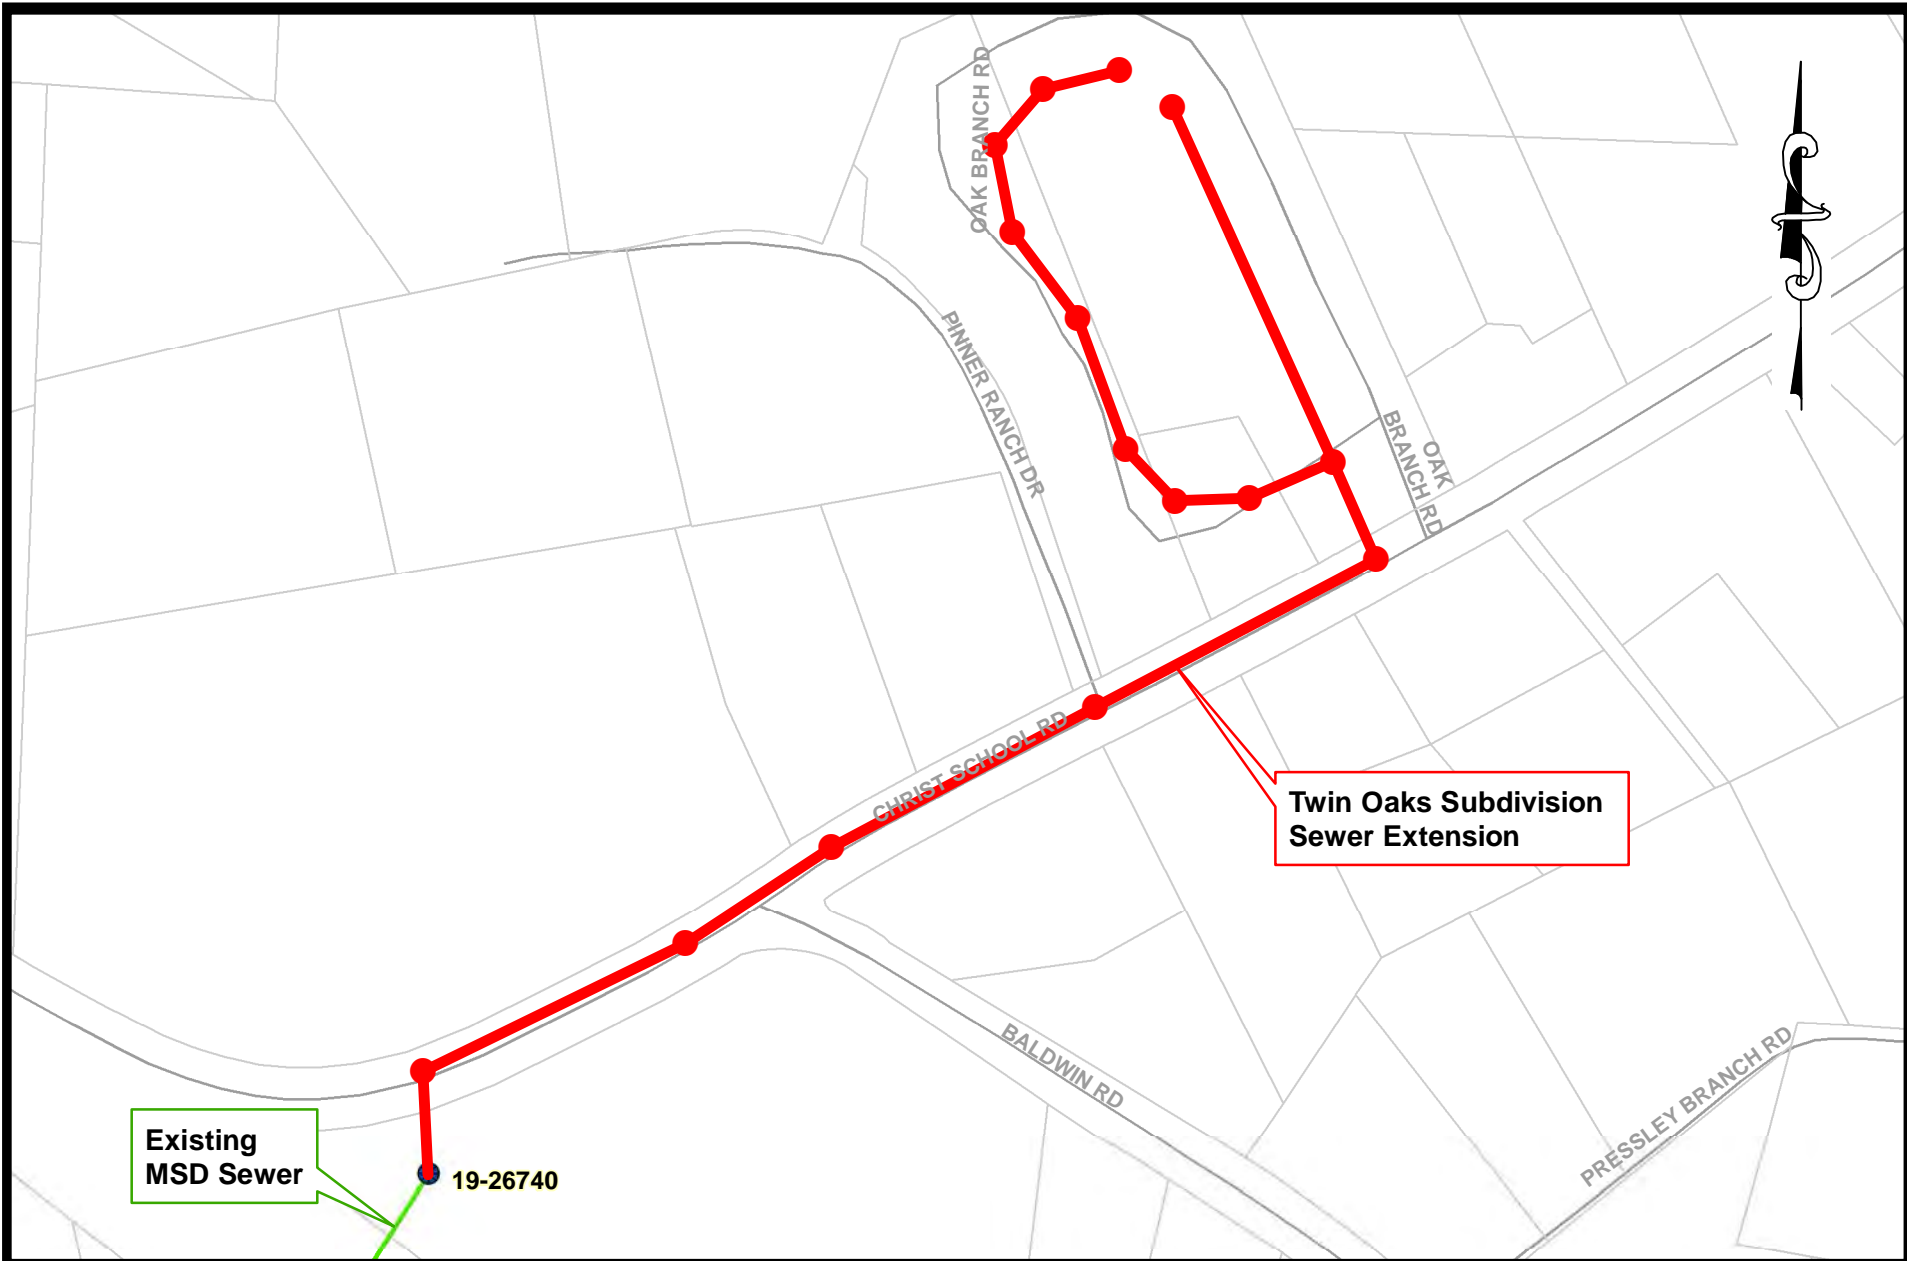 OAK BRANCH RD
PINNER RANCH DR
OAK
BRANCH RD
CHRIST SCHOOL RD
Twin Oaks Subdivision
Sewer Extension
BALDWIN RD
PRESSLEY BRANCH RD
Existing
MSD Sewer
19-26740